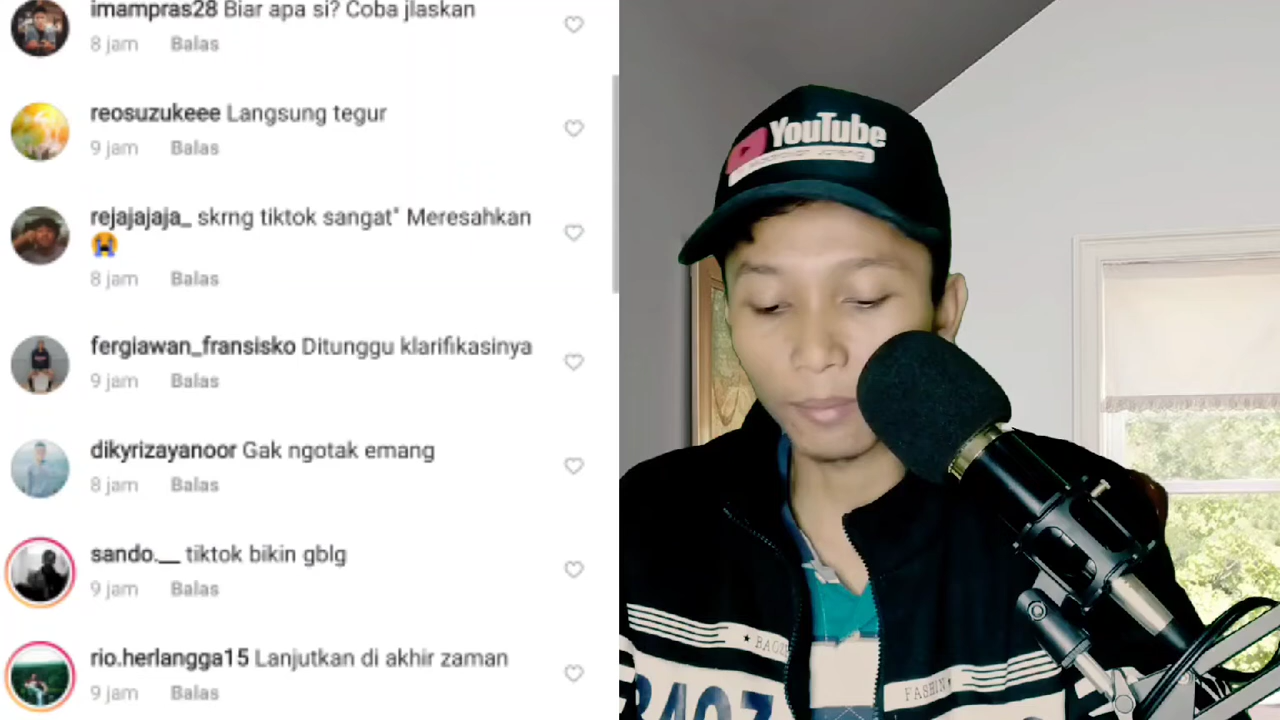 imampras28 Biar apa si? Coba jlaskan
8 jam Balas
reosuzukeee Langsung tegur
9 jam Balas
rejajajaja_ skrng tiktok sangat" Meresahkan
😭
8 jam Balas
fergiawan_fransisko Ditunggu klarifikasinya
9 jam Balas
dikyrizayanoor Gak ngotak emang
8 jam Balas
sando.__ tiktok bikin gblg
9 jam Balas
rio.herlangga15 Lanjutkan di akhir zaman
9 jam Balas
YouTube
FASHION